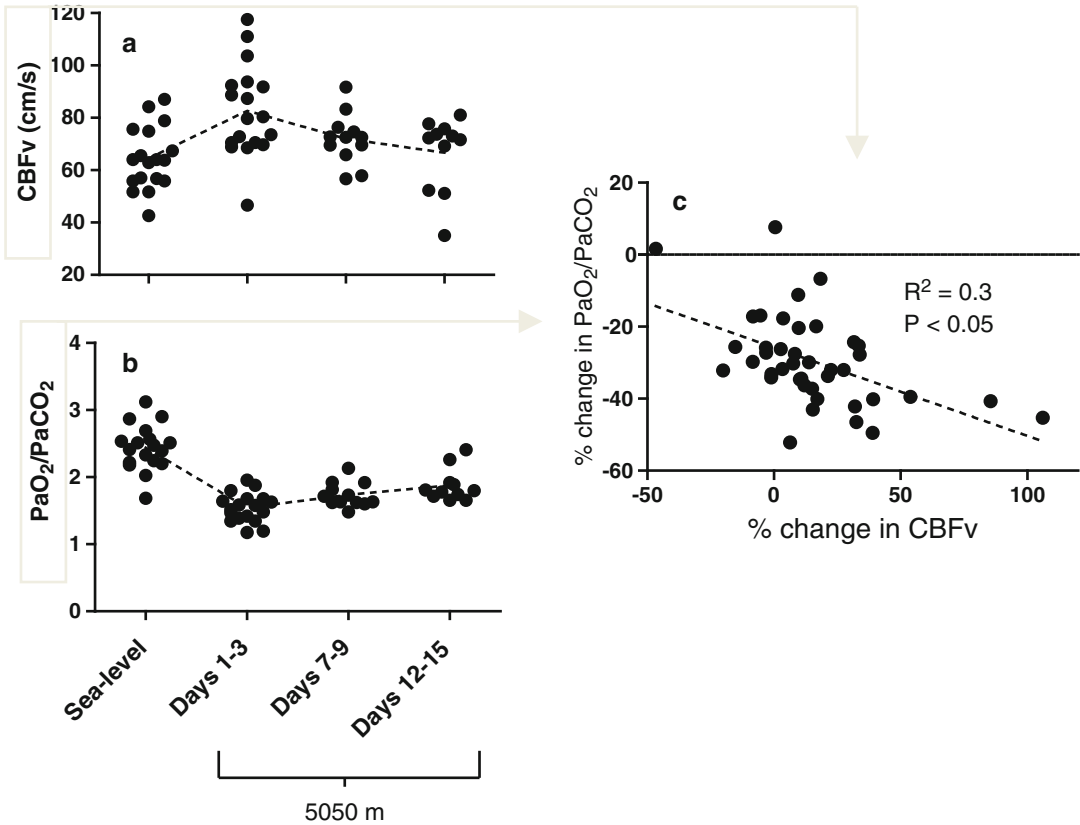 120
100
80
60
40
20
CBFv (cm/s)
a
4
3
2
1
0
PaO2/PaCO2
b
Sea-level
Days 1-3
Days 7-9
Days 12-15
5050 m
20
0
-20
-40
-60
% change in PaO2/PaCO2
c
R2 = 0.3
P < 0.05
-50
0
50
100
% change in CBFv